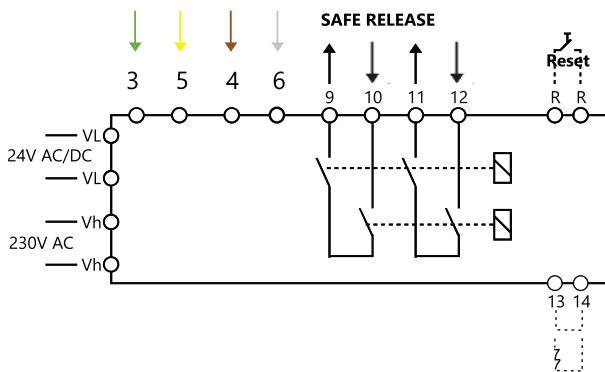 SAFE RELEASE
Reset
3 5 4 6 9 10 11 12 R R
VL
24V AC/DC
VL
Vh
230V AC
Vh
13 14